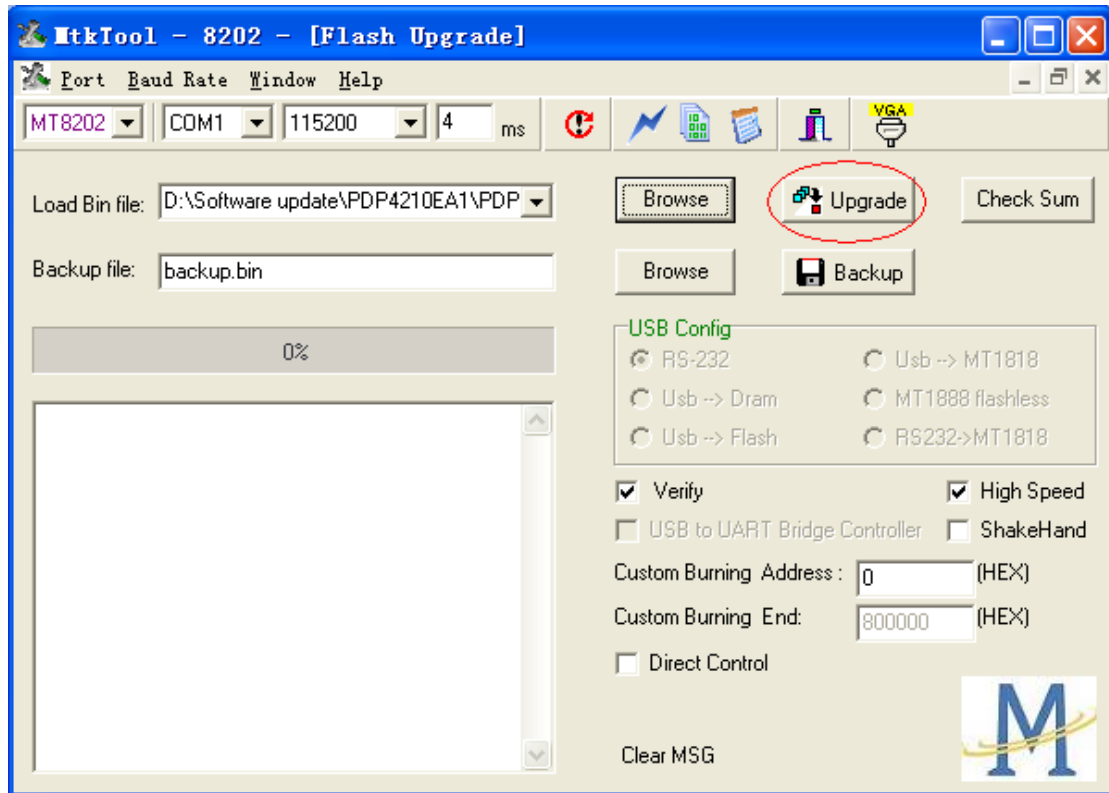 MtkTool - 8202 - [Flash Upgrade]
Port Baud Rate Window Help
MT8202 COM1 115200 4 ms VGA
Load Bin file: D:\Software update\PDP4210EA1\PDP Browse Upgrade Check Sum
Backup file: backup.bin Browse Backup
0%
USB Config
RS-232 Usb --> MT1818
Usb --> Dram MT1888 flashless
Usb --> Flash RS232->MT1818
Verify High Speed
USB to UART Bridge Controller ShakeHand
Custom Burning Address : 0 (HEX)
Custom Burning End: 800000 (HEX)
Direct Control
Clear MSG
M